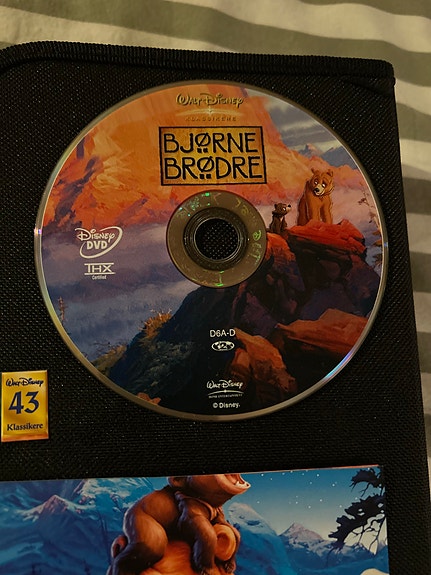 WALT DISNEY
KLASSIKERE
BJØRNE
BRØDRE
DISNEY
DVD
THX
Certified
D6A-D
WALT DISNEY
HOME ENTERTAINMENT
© Disney.
WALT DISNEY
43
Klassikere